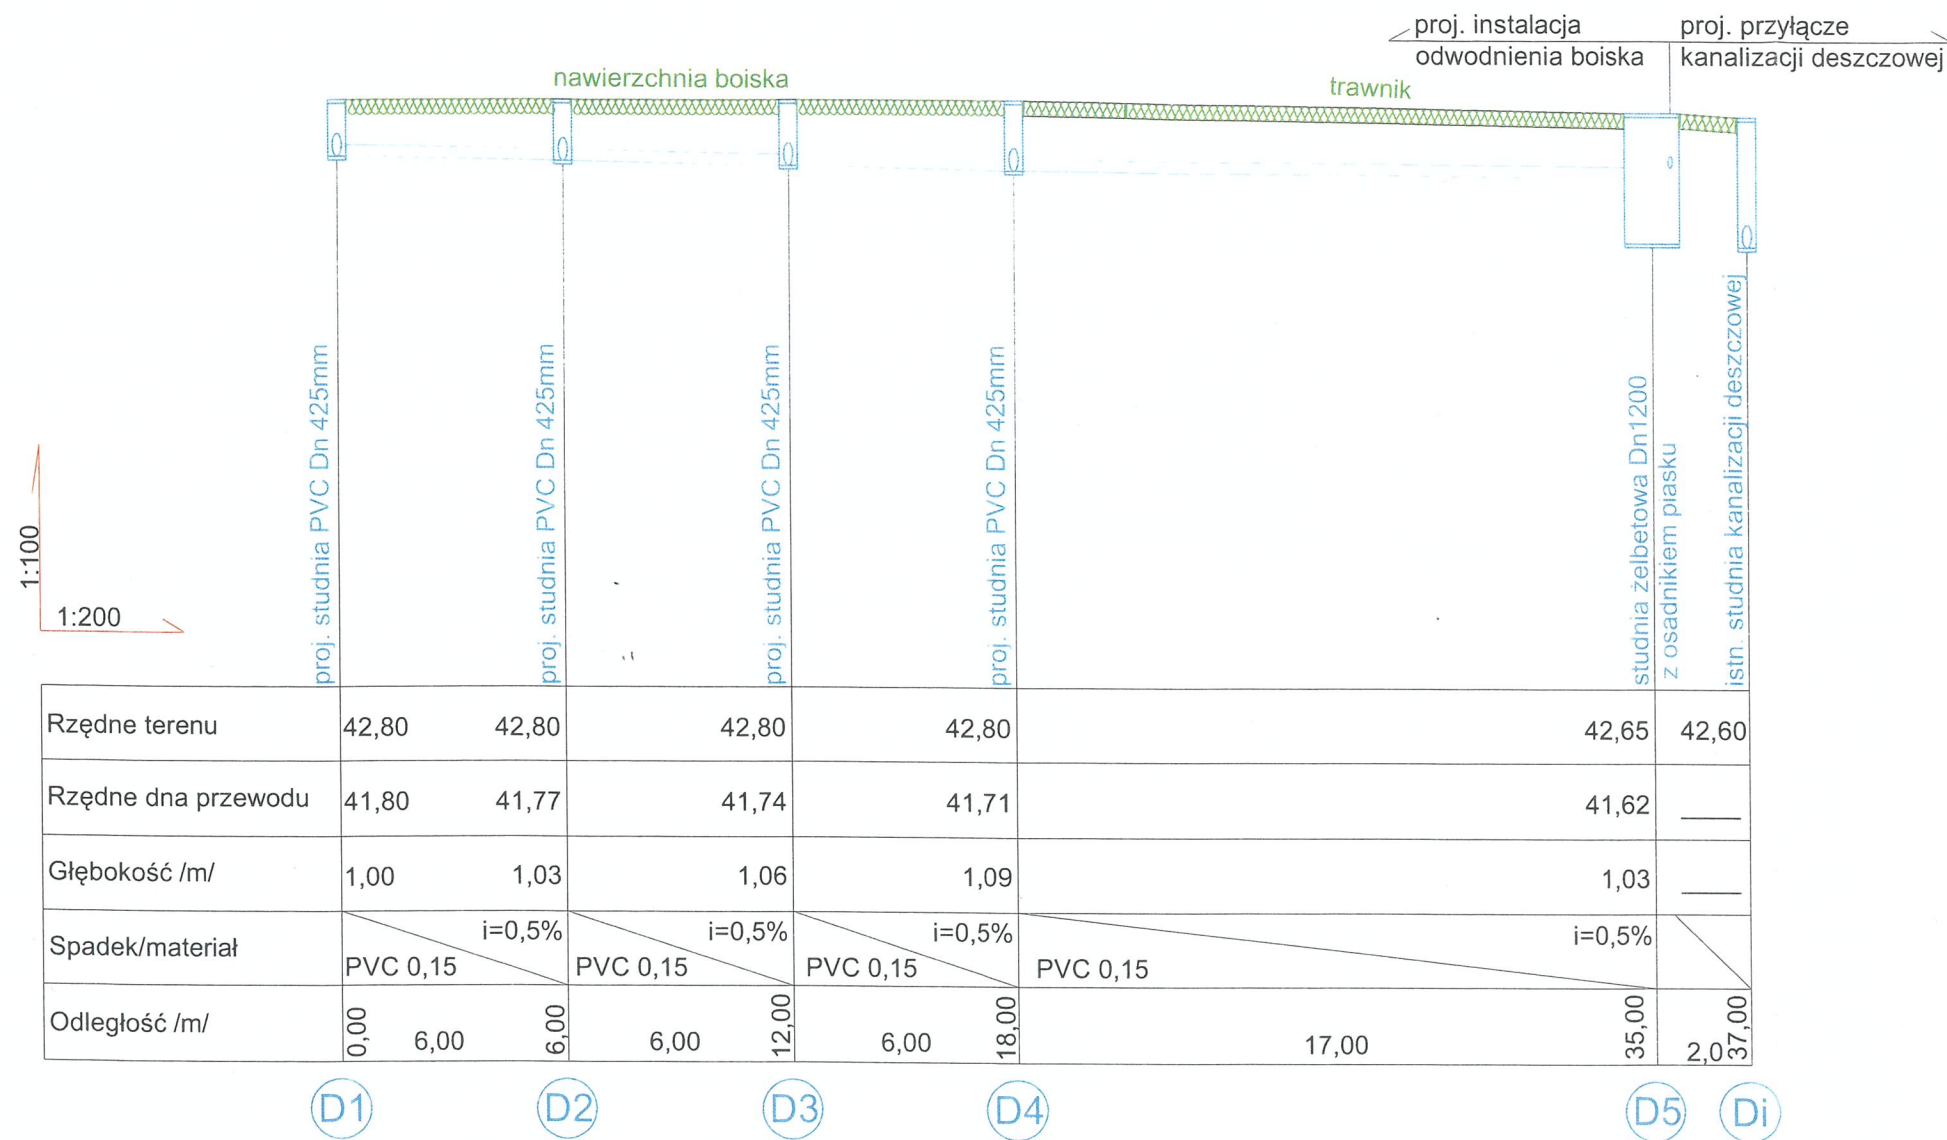 proj. instalacja
odwodnienia boiska
proj. przyłącze
kanalizacji deszczowej
nawierzchnia boiska
trawnik
proj. studnia PVC Dn 425mm
proj. studnia PVC Dn 425mm
proj. studnia PVC Dn 425mm
proj. studnia PVC Dn 425mm
studnia żelbetowa Dn1200
z osadnikiem piasku
istn. studnia kanalizacji deszczowej
1:100
1:200
Rzędne terenu 42,80 42,80 42,80 42,80 42,65 42,60
Rzędne dna przewodu 41,80 41,77 41,74 41,71 41,62
Głębokość /m/ 1,00 1,03 1,06 1,09 1,03
Spadek/materiał
i=0,5% i=0,5% i=0,5% i=0,5%
PVC 0,15 PVC 0,15 PVC 0,15 PVC 0,15
Odległość /m/ 0,00 6,00 6,00 6,00 12,00 6,00 18,00 17,00 35,00 2,0 37,00
D1 D2 D3 D4 D5 Di